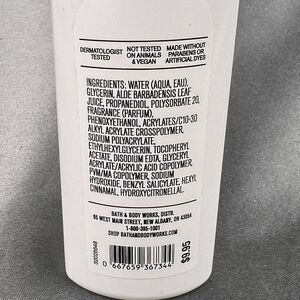 DERMATOLOGIST TESTED
NOT TESTED ON ANIMALS & VEGAN
MADE WITHOUT PARABENS OR ARTIFICIAL DYES
INGREDIENTS: WATER (AQUA, EAU),
GLYCERIN, ALOE BARBADENSIS LEAF
JUICE, PROPANEDIOL, POLYSORBATE 20,
FRAGRANCE (PARFUM),
PHENOXYETHANOL, ACRYLATES/C10-30
ALKYL ACRYLATE CROSSPOLYMER,
SODIUM POLYACRYLATE,
ETHYLHEXYLGLYCERIN, TOCOPHERYL
ACETATE, DISODIUM EDTA, GLYCERYL
ACRYLATE/ACRYLIC ACID COPOLYMER,
PVM/MA COPOLYMER, SODIUM
HYDROXIDE, BENZYL SALICYLATE, HEXYL
CINNAMAL, HYDROXYCITRONELLAL.
BATH & BODY WORKS, DISTR.
95 WEST MAIN STREET, NEW ALBANY, OH 43054
1-800-395-1001
SHOP BATHANDBODYWORKS.COM
0 667659 367344
$9.95